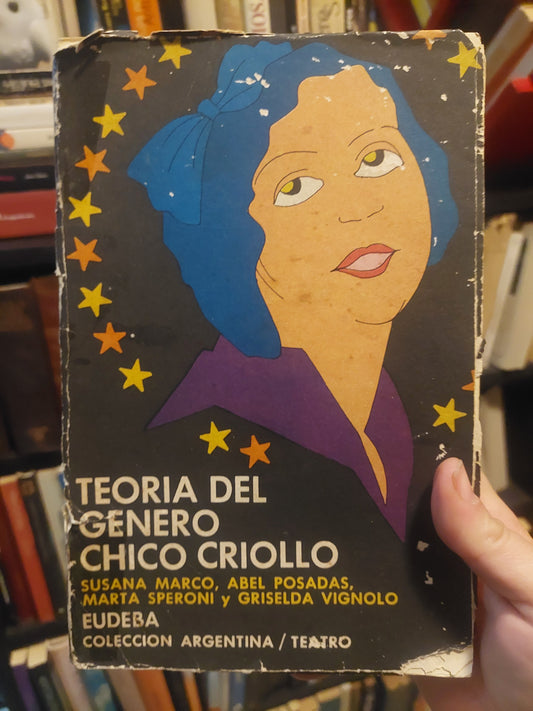 TEORIA DEL
GENERO
CHICO CRIOLLO
SUSANA MARCO, ABEL POSADAS,
MARTA SPERONI y GRISELDA VIGNOLO
EUDEBA
COLECCION ARGENTINA / TEATRO